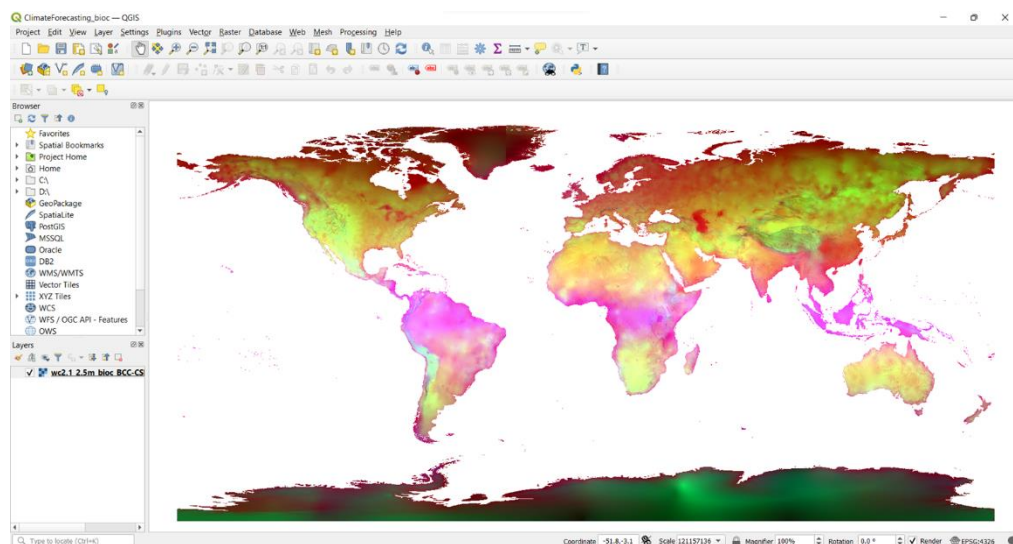 ClimateForecasting_bioc — QGIS
Project Edit View Layer Settings Plugins Vector Raster Database Web Mesh Processing Help
Browser
Favorites
Spatial Bookmarks
Project Home
Home
C:\
D:\
GeoPackage
SpatiaLite
PostGIS
MSSQL
Oracle
DB2
WMS/WMTS
Vector Tiles
XYZ Tiles
WCS
WFS / OGC API - Features
OWS
Layers
wc2.1_2.5m_bioc_BCC-CS
Type to locate (Ctrl+K)
Coordinate -51.8,-3.1 Scale 121157136 Magnifier 100% Rotation 0.0 ° Render EPSG:4326